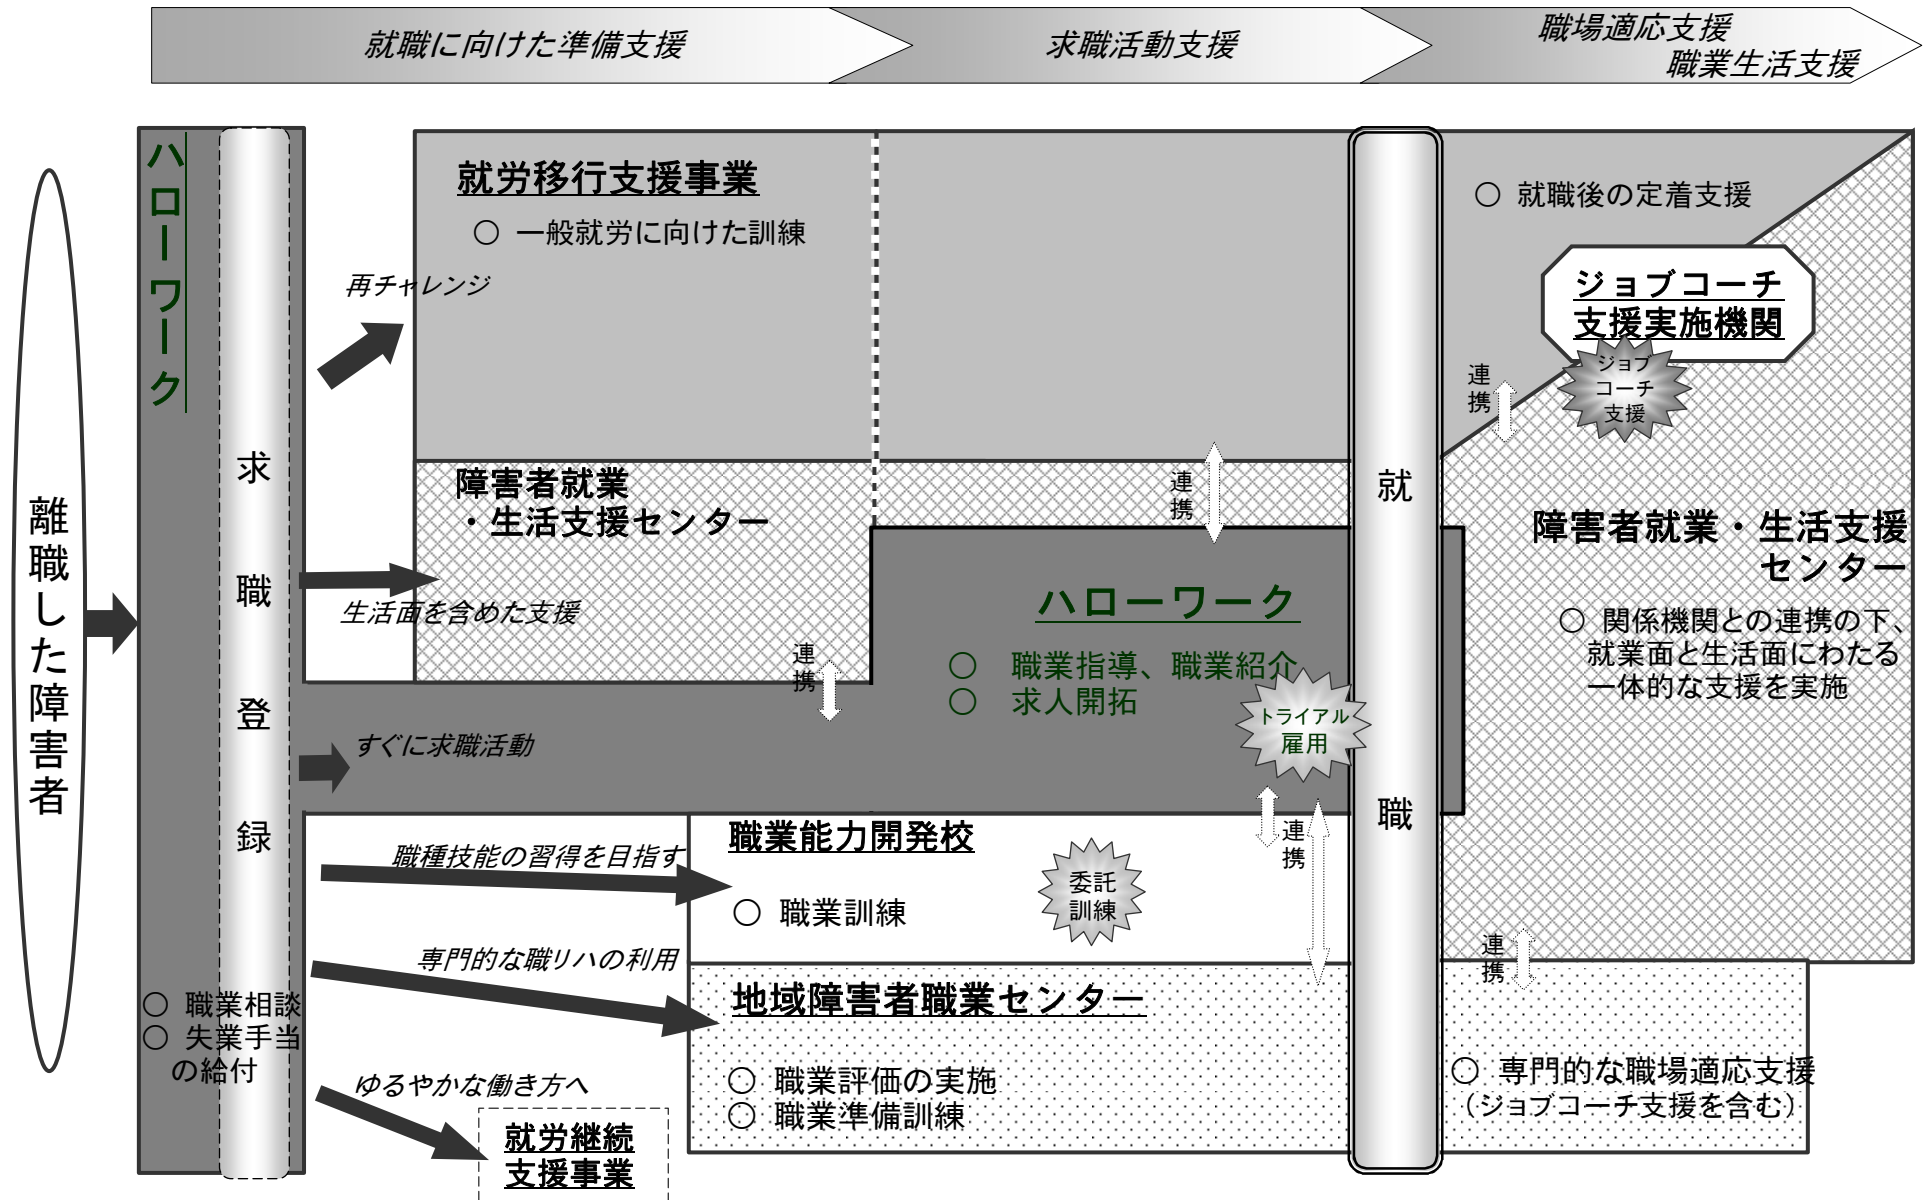 就職に向けた準備支援
求職活動支援
職場適応支援
職業生活支援
離職した障害者
ハローワーク
求職登録
○ 職業相談
○ 失業手当
の給付
再チャレンジ
生活面を含めた支援
すぐに求職活動
職種技能の習得を目指す
専門的な職リハの利用
ゆるやかな働き方へ
就労継続
支援事業
就労移行支援事業
○ 一般就労に向けた訓練
障害者就業
・生活支援センター
連携
連携
ハローワーク
○ 職業指導、職業紹介
○ 求人開拓
トライアル
雇用
連携
職業能力開発校
○ 職業訓練
委託
訓練
地域障害者職業センター
○ 職業評価の実施
○ 職業準備訓練
就職
○ 就職後の定着支援
ジョブコーチ
支援実施機関
ジョブ
コーチ
支援
連携
障害者就業・生活支援
センター
○ 関係機関との連携の下、
就業面と生活面にわたる
一体的な支援を実施
連携
○ 専門的な職場適応支援
（ジョブコーチ支援を含む）